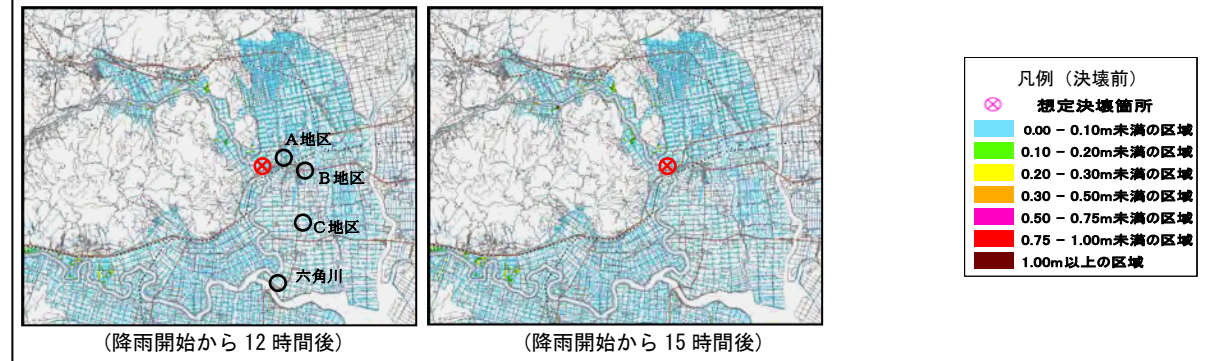 A地区
B地区
C地区
六角川
(降雨開始から 12 時間後)
(降雨開始から 15 時間後)
凡例（決壊前）
想定決壊箇所
0.00 - 0.10m未満の区域
0.10 - 0.20m未満の区域
0.20 - 0.30m未満の区域
0.30 - 0.50m未満の区域
0.50 - 0.75m未満の区域
0.75 - 1.00m未満の区域
1.00m以上の区域